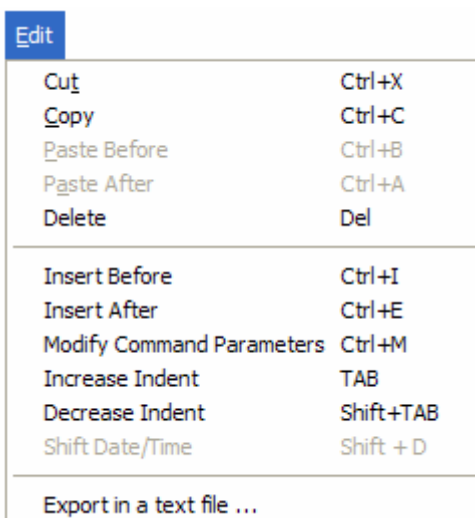 Edit
Cut Ctrl+X
Copy Ctrl+C
Paste Before Ctrl+B
Paste After Ctrl+A
Delete Del
Insert Before Ctrl+I
Insert After Ctrl+E
Modify Command Parameters Ctrl+M
Increase Indent TAB
Decrease Indent Shift+TAB
Shift Date/Time Shift + D
Export in a text file ...